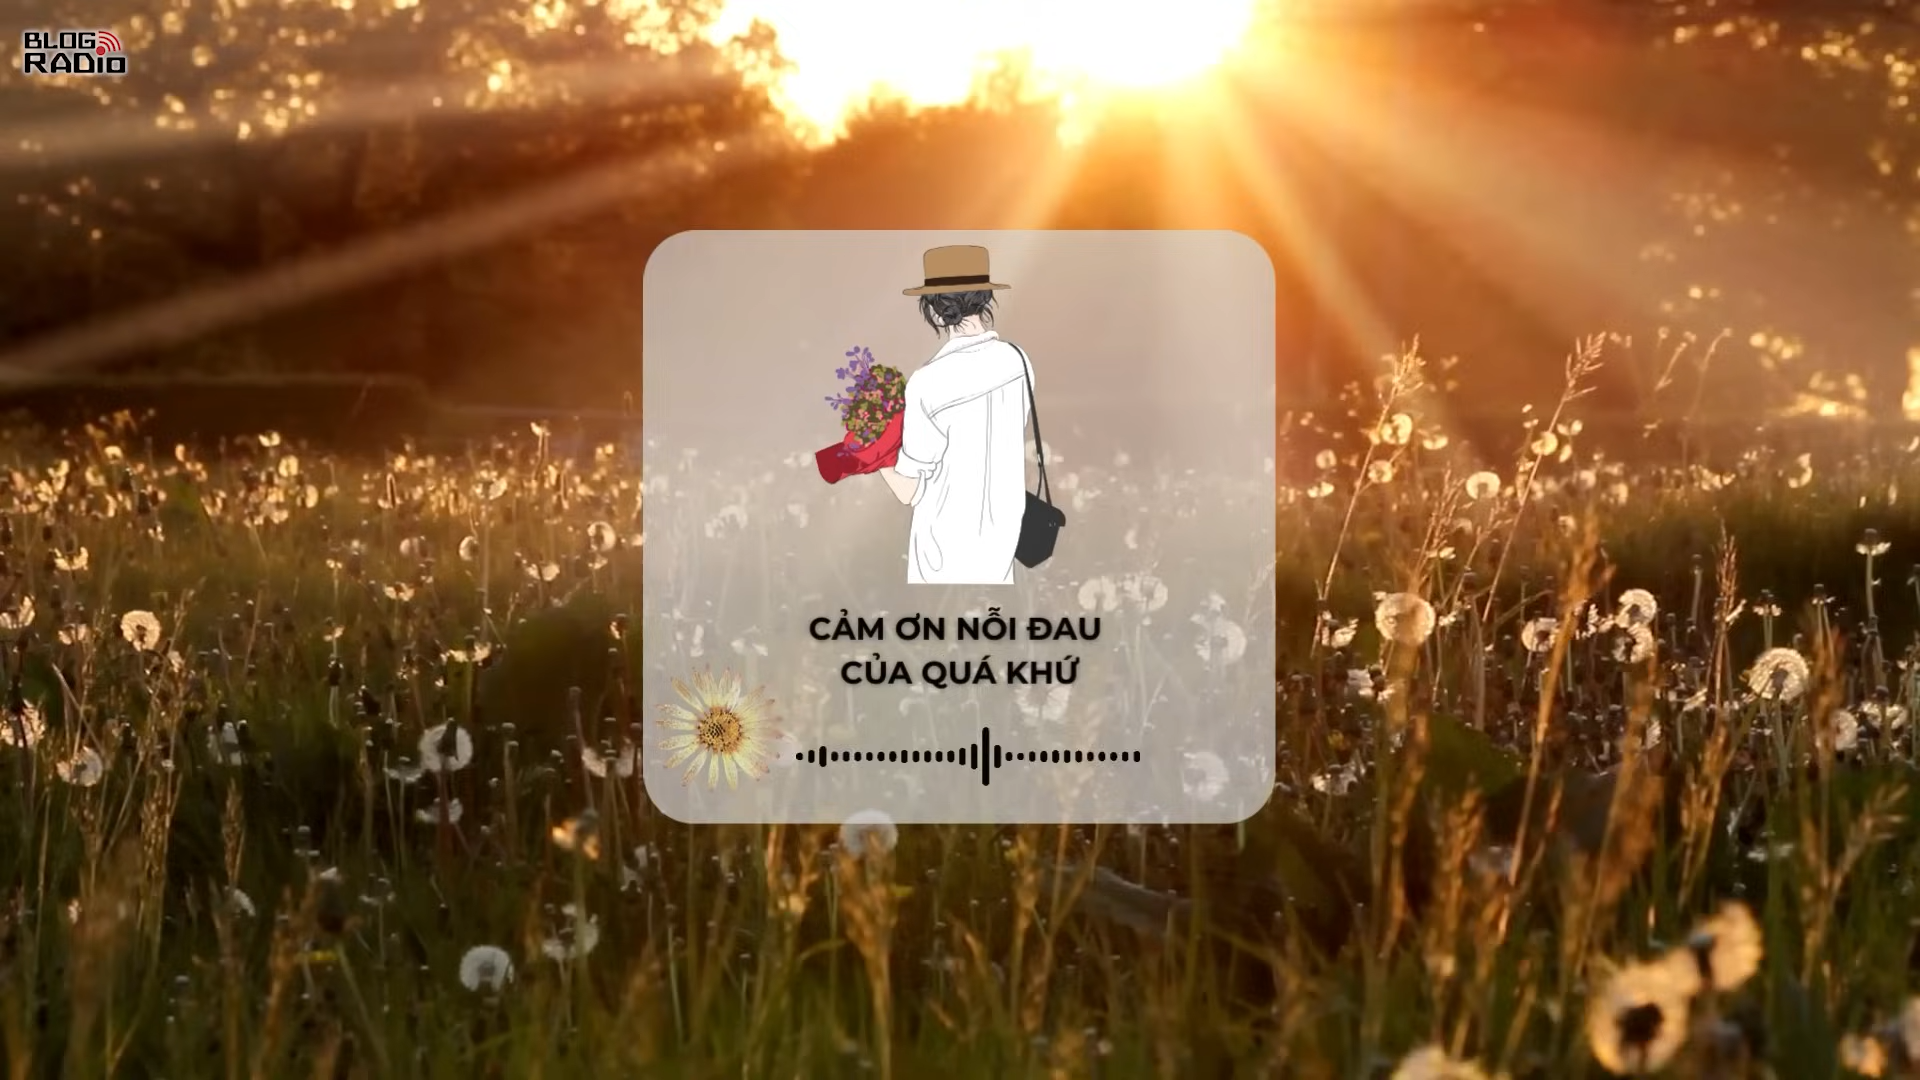 BLOG
RADIO
CẢM ƠN NỖI ĐAU
CỦA QUÁ KHỨ